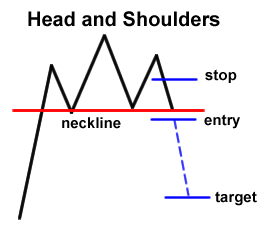 Head and Shoulders
stop
entry
neckline
target